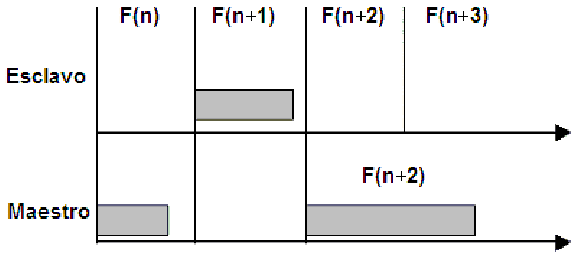 F(n) F(n+1) F(n+2) F(n+3)
Esclavo
F(n+2)
Maestro